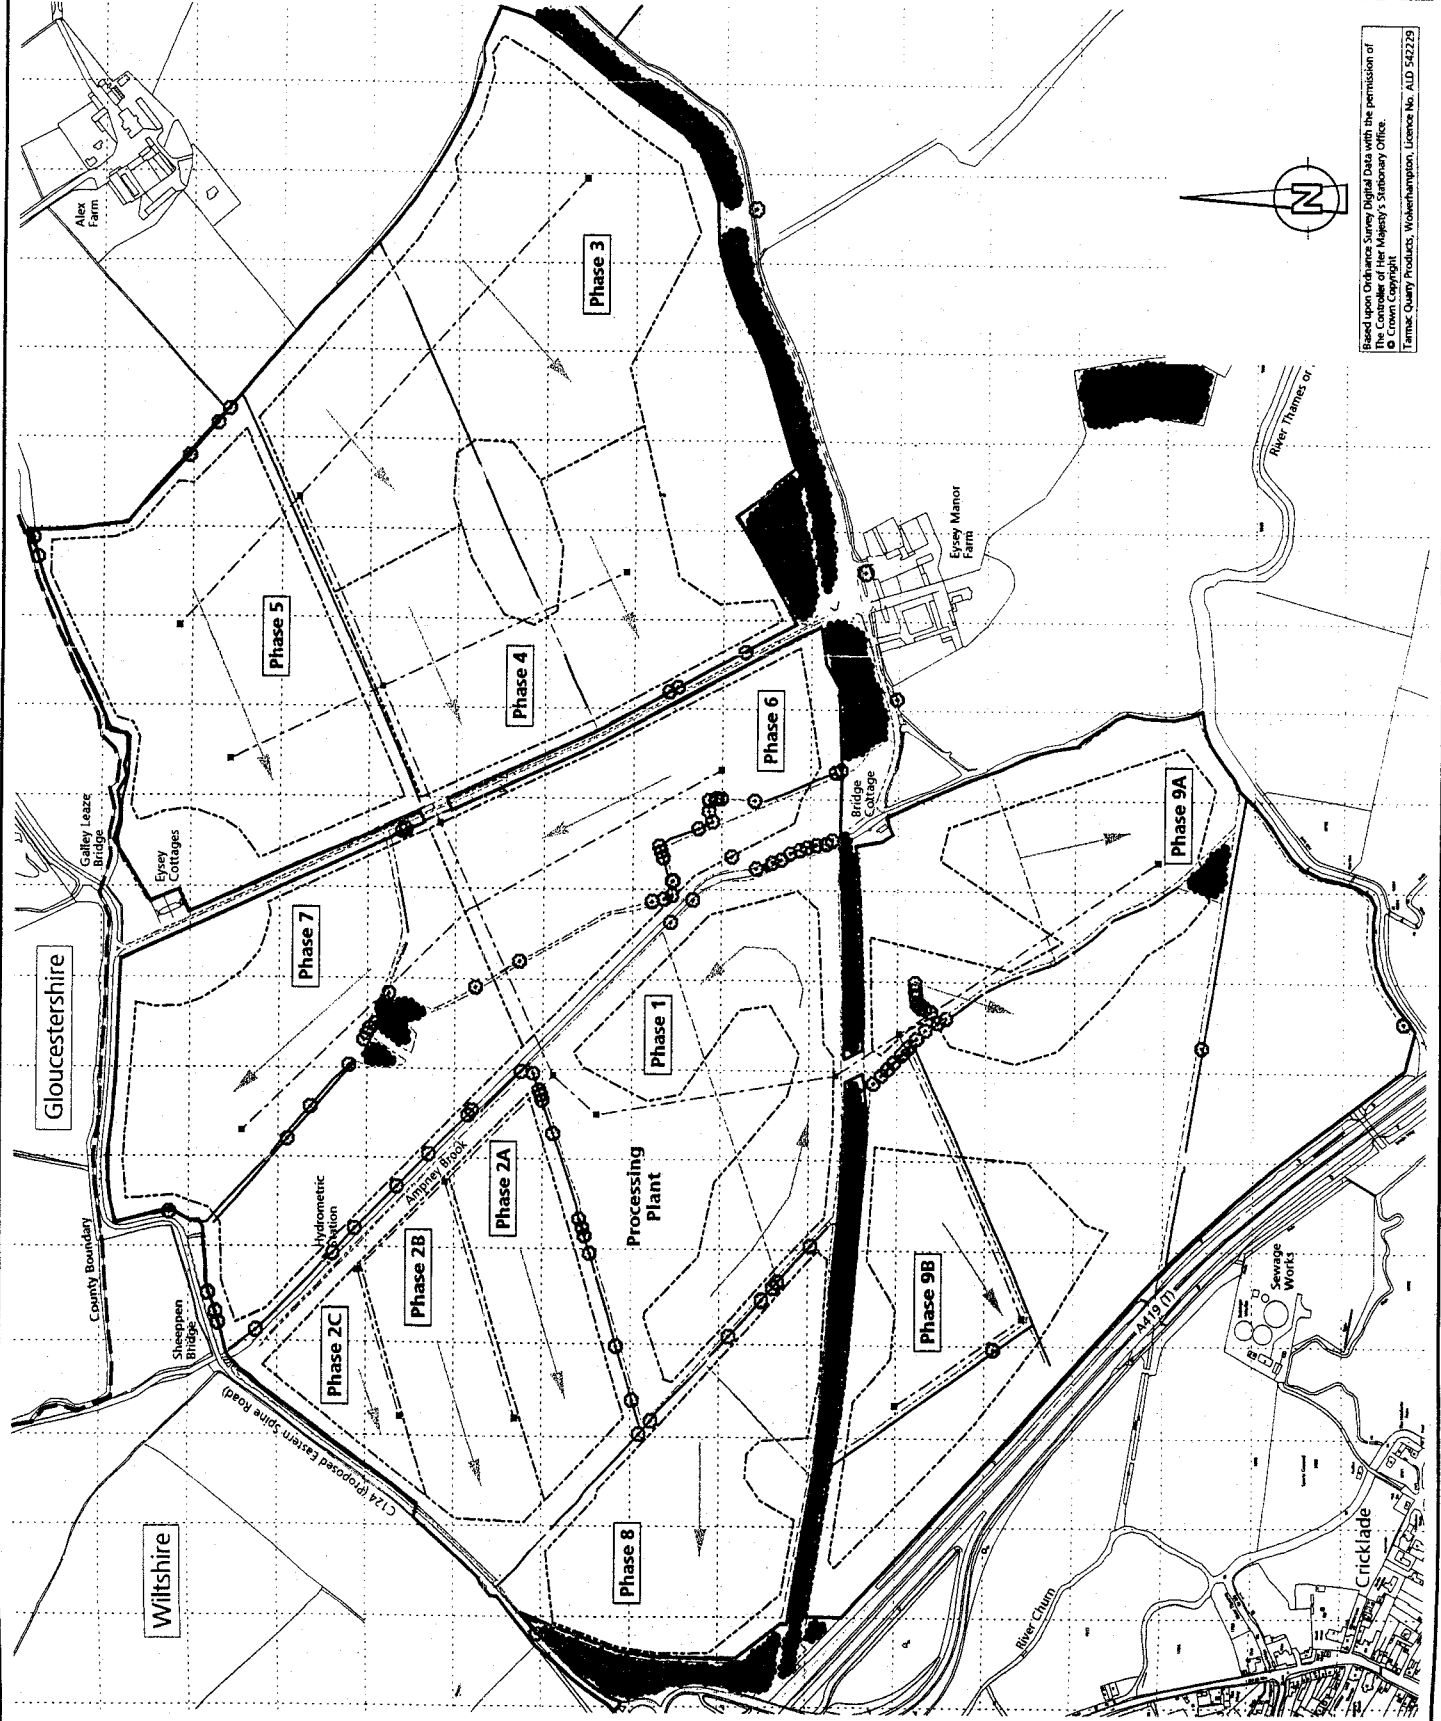 Wiltshire
Gloucestershire
County Boundary
Sheeppen
Bridge
C124 (Proposed Eastern Spine Road)
Galley Leaze
Bridge
Eysey
Cottages
Alex
Farm
Hydrometric
Ampney Brook
Phase 2C
Phase 2B
Phase 2A
Phase 7
Phase 5
Phase 4
Phase 3
Phase 8
Processing
Plant
Phase 1
Phase 6
Phase 9B
Phase 9A
Bridge
Cottage
Eysey Manor
Farm
River Thames or
A419 (T)
Sewage
Works
River Churn
Cricklade
N
Based upon Ordnance Survey Digital Data with the permission of
The Controller of Her Majesty's Stationary Office.
© Crown Copyright
Tarmac Quarry Products, Wolverhampton, Licence No. ALD 542229